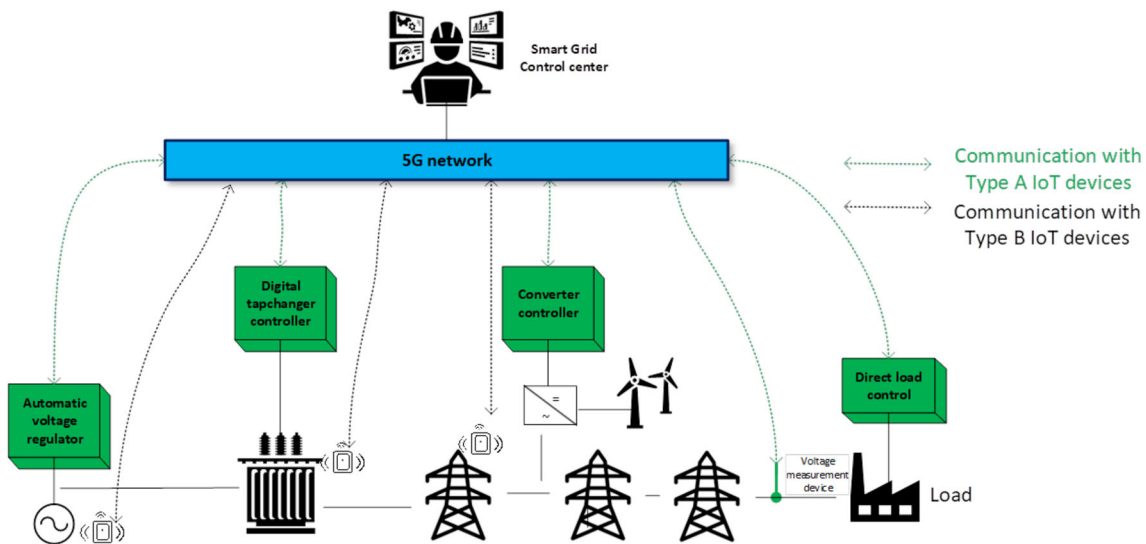 Smart Grid
Control center
5G network
Communication with
Type A IoT devices
Communication with
Type B IoT devices
Digital
tapchanger
controller
Converter
controller
Direct load
control
Automatic
voltage
regulator
=
~
Voltage
measurement
device
Load